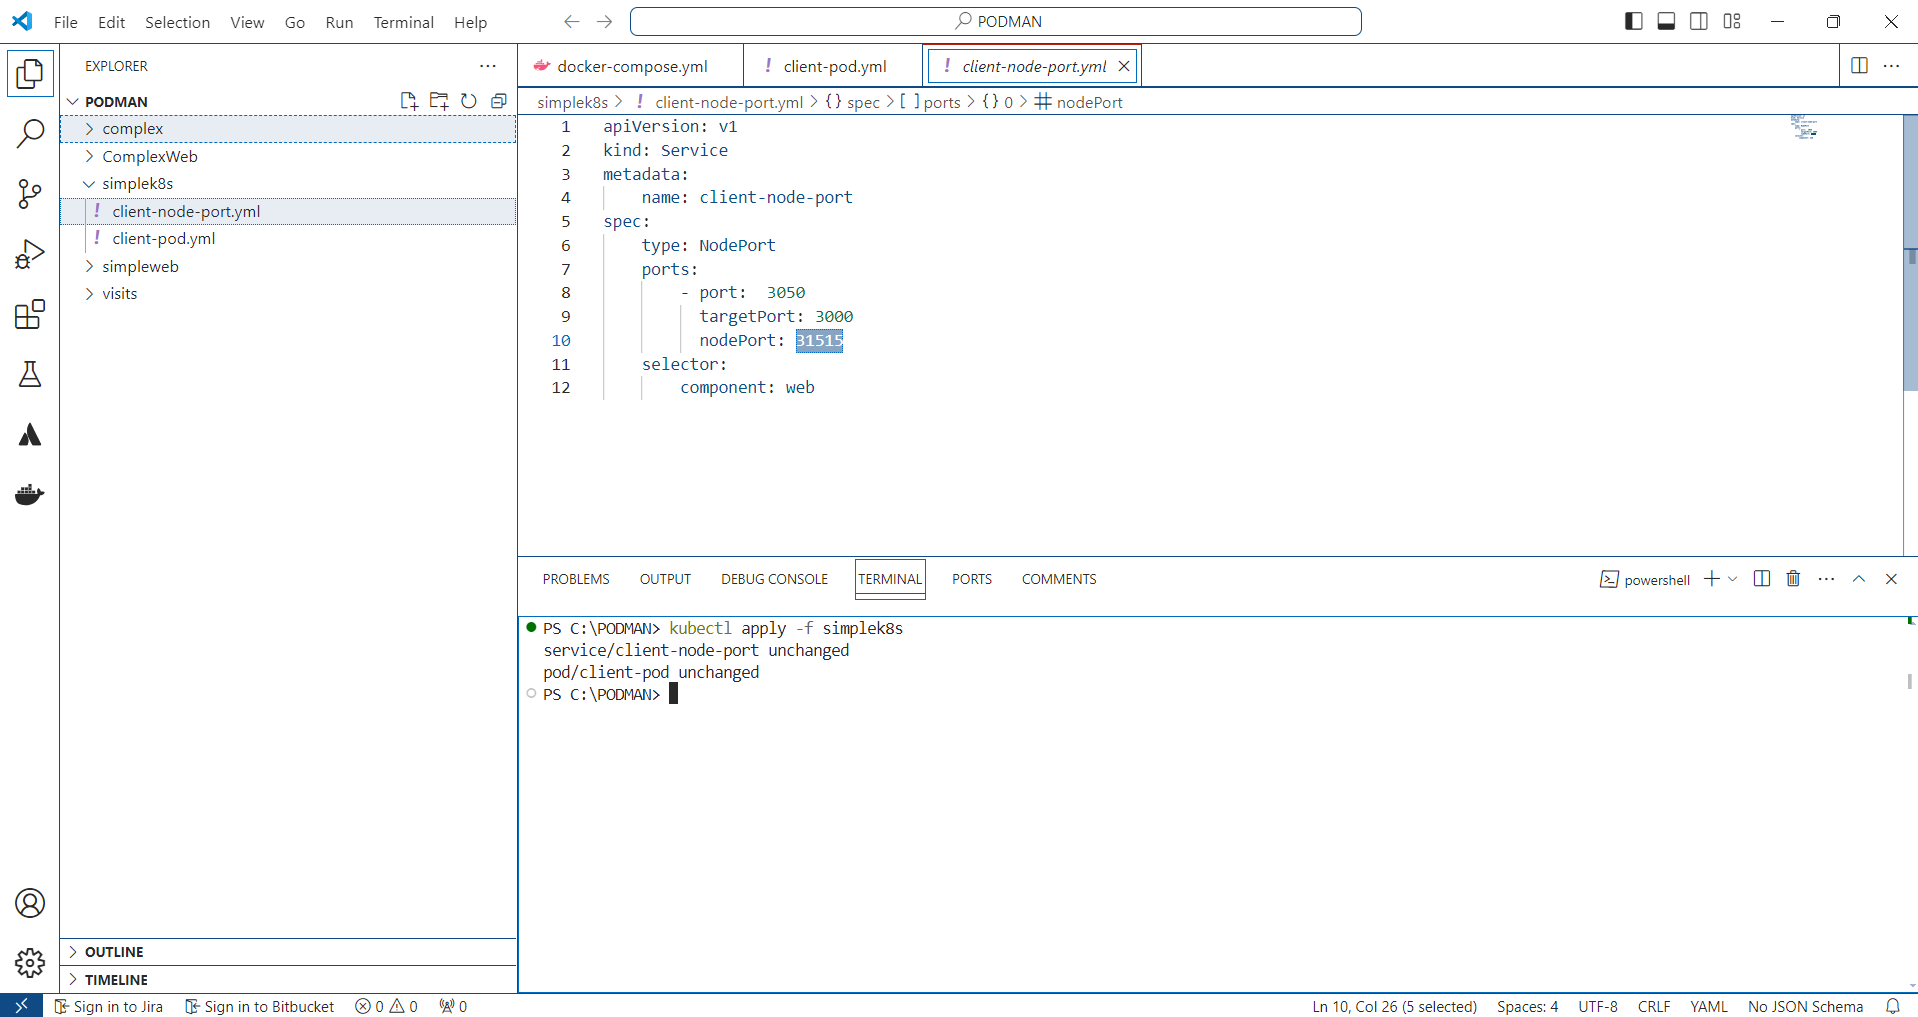 File Edit Selection View Go Run Terminal Help
PODMAN
EXPLORER
PODMAN
complex
ComplexWeb
simplek8s
client-node-port.yml
client-pod.yml
simpleweb
visits
OUTLINE
TIMELINE
docker-compose.yml
client-pod.yml
client-node-port.yml
simplek8s > ! client-node-port.yml > {} spec > [ ] ports > {} 0 > # nodePort
1 apiVersion: v1
2 kind: Service
3 metadata:
4 name: client-node-port
5 spec:
6 type: NodePort
7 ports:
8 - port:  3050
9 targetPort: 3000
10 nodePort: 31515
11 selector:
12 component: web
PROBLEMS OUTPUT DEBUG CONSOLE TERMINAL PORTS COMMENTS
powershell
PS C:\PODMAN> kubectl apply -f simplek8s
service/client-node-port unchanged
pod/client-pod unchanged
PS C:\PODMAN>
Sign in to Jira Sign in to Bitbucket 0 0 0
Ln 10, Col 26 (5 selected) Spaces: 4 UTF-8 CRLF YAML No JSON Schema